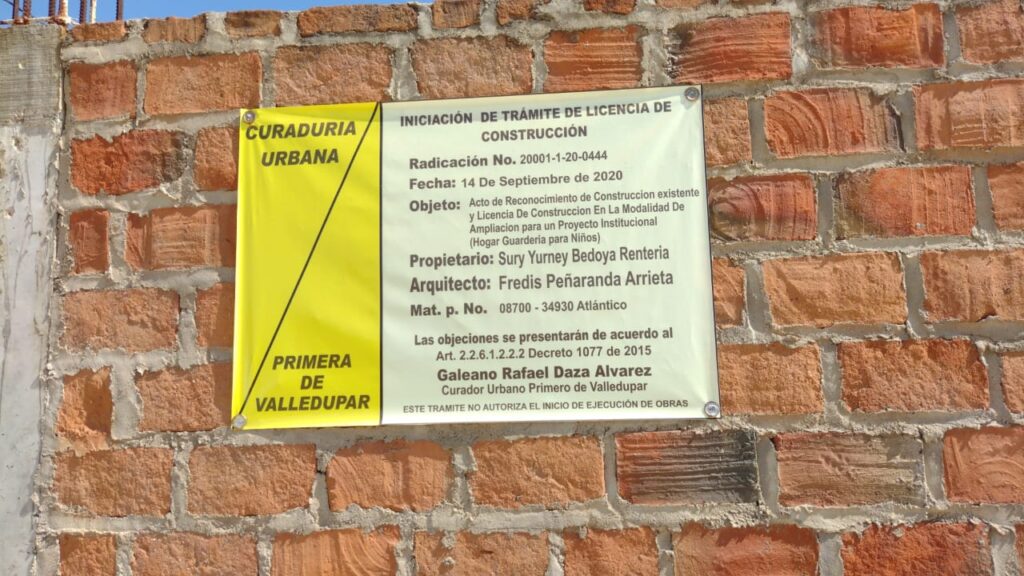 CURADURIA
URBANA
PRIMERA
DE
VALLEDUPAR
INICIACIÓN DE TRÁMITE DE LICENCIA DE
CONSTRUCCIÓN
Radicación No. 20001-1-20-0444
Fecha: 14 De Septiembre de 2020
Objeto: Acto de Reconocimiento de Construccion existente
y Licencia De Construccion En La Modalidad De
Ampliacion para un Proyecto Institucional
(Hogar Guarderia para Niños)
Propietario: Sury Yurney Bedoya Renteria
Arquitecto: Fredis Peñaranda Arrieta
Mat. p. No. 08700 - 34930 Atlántico
Las objeciones se presentarán de acuerdo al
Art. 2.2.6.1.2.2.2 Decreto 1077 de 2015
Galeano Rafael Daza Alvarez
Curador Urbano Primero de Valledupar
ESTE TRAMITE NO AUTORIZA EL INICIO DE EJECUCIÓN DE OBRAS